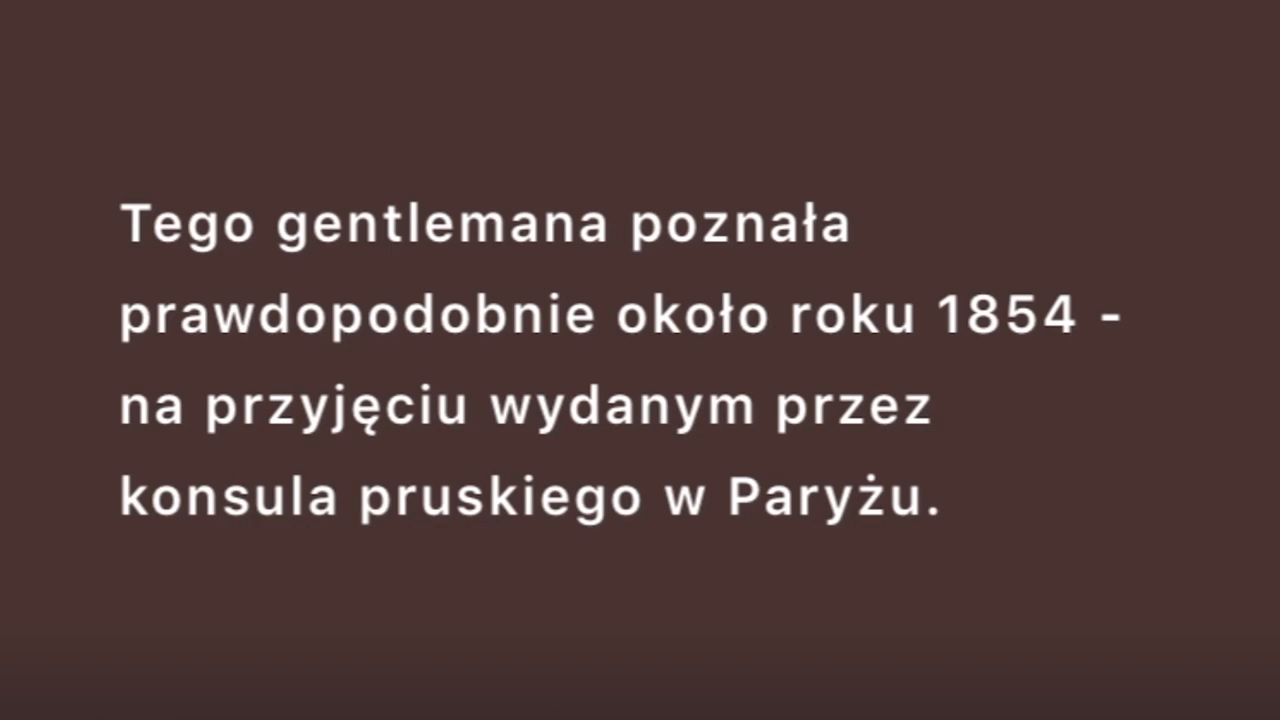 Tego gentlemana poznała
prawdopodobnie około roku 1854 -
na przyjęciu wydanym przez
konsula pruskiego w Paryżu.